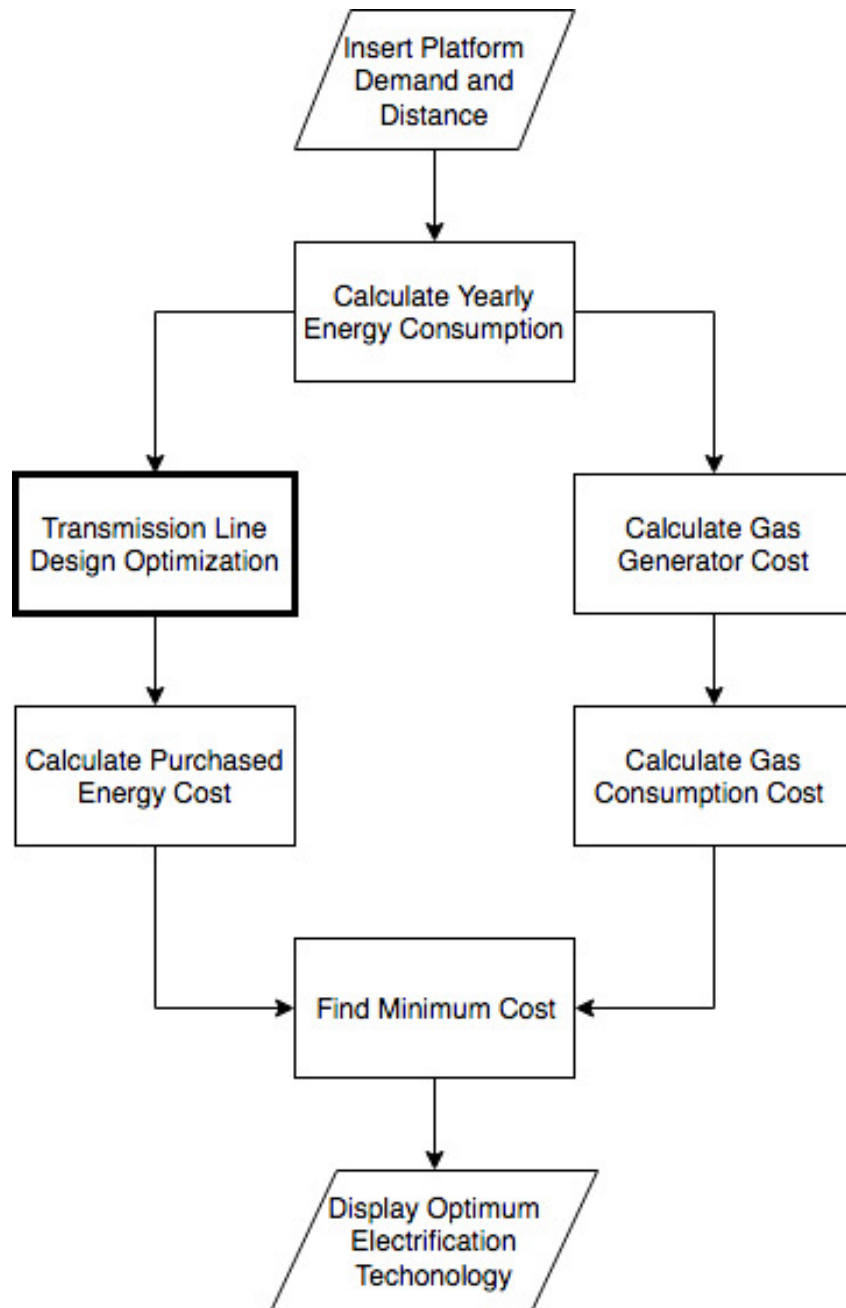 Insert Platform
Demand and
Distance
Calculate Yearly
Energy Consumption
Transmission Line
Design Optimization
Calculate Gas
Generator Cost
Calculate Purchased
Energy Cost
Calculate Gas
Consumption Cost
Find Minimum Cost
Display Optimum
Electrification
Techonology